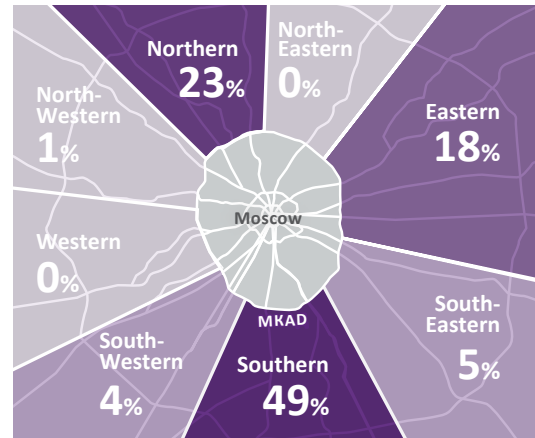 Northern
23%
North-
Eastern
0%
North-
Western
1%
Eastern
18%
Moscow
Western
0%
MKAD
South-
Eastern
5%
South-
Western
4%
Southern
49%